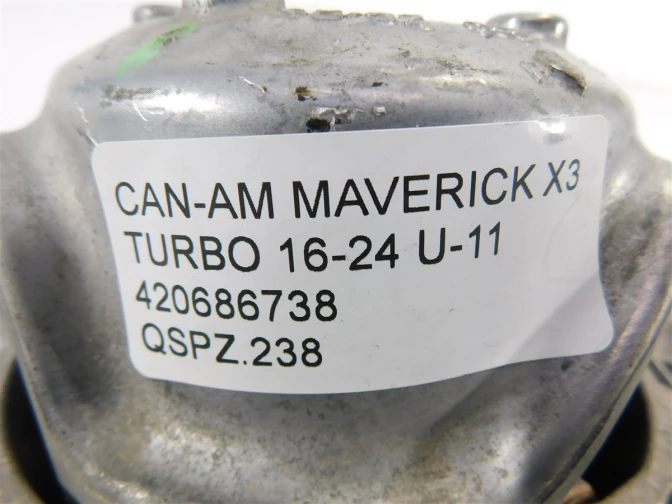 CAN-AM MAVERICK X3
TURBO 16-24 U-11
420686738
QSPZ.238